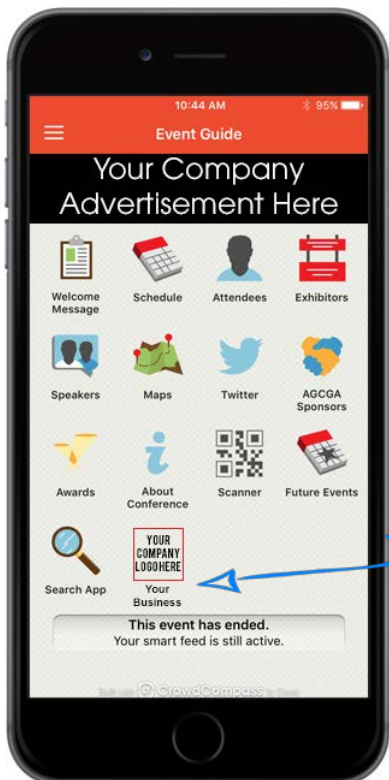 10:44 AM
95%
Event Guide
Your Company
Advertisement Here
Welcome
Message
Schedule
Attendees
Exhibitors
Speakers
Maps
Twitter
AGCGA
Sponsors
Awards
About
Conference
Scanner
Future Events
Search App
YOUR
COMPANY
LOGOHERE
Your
Business
This event has ended.
Your smart feed is still active.
CrowdCompass